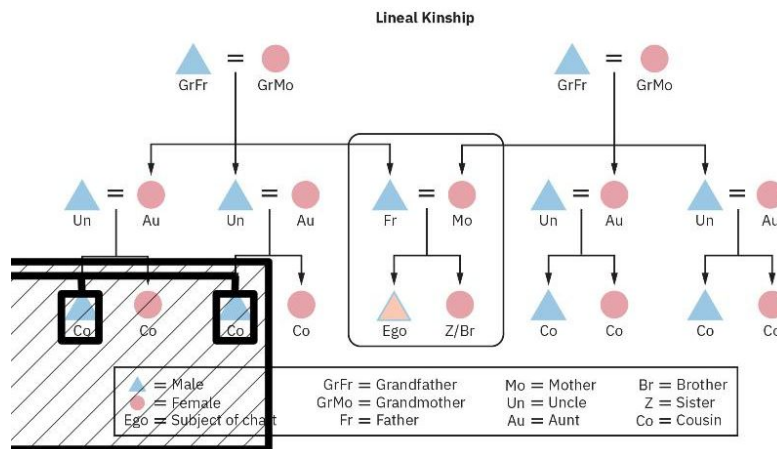 Lineal Kinship
= =
GrFr GrMo GrFr GrMo
= = = = =
Un Au Un Au Fr Mo Un Au Un Au
Co Co Co Co Ego Z/Br Co Co Co Co
= Male GrFr = Grandfather Mo = Mother Br = Brother
= Female GrMo = Grandmother Un = Uncle Z = Sister
Ego = Subject of chart Fr = Father Au = Aunt Co = Cousin